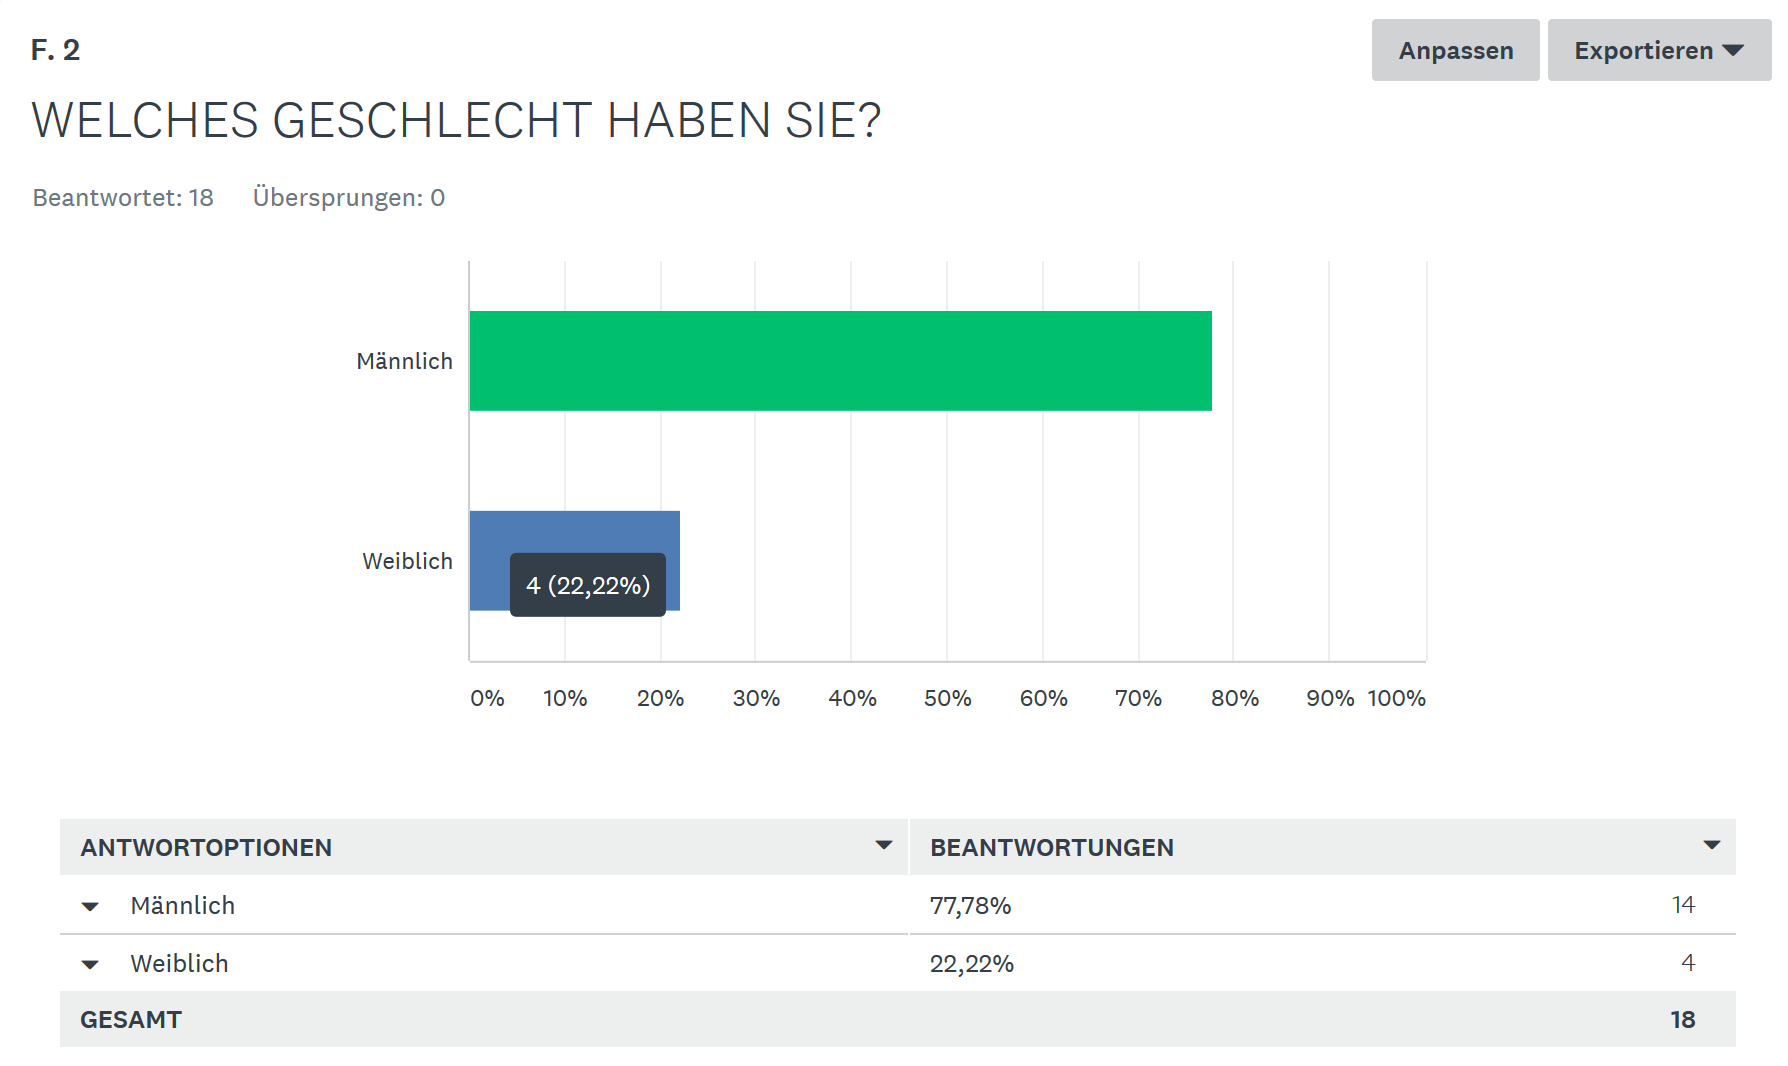 F. 2
Anpassen
Exportieren
WELCHES GESCHLECHT HABEN SIE?
Beantwortet: 18 Übersprungen: 0
Männlich
Weiblich
4 (22,22%)
0% 10% 20% 30% 40% 50% 60% 70% 80% 90% 100%
ANTWORTOPTIONEN BEANTWORTUNGEN
Männlich 77,78% 14
Weiblich 22,22% 4
GESAMT 18